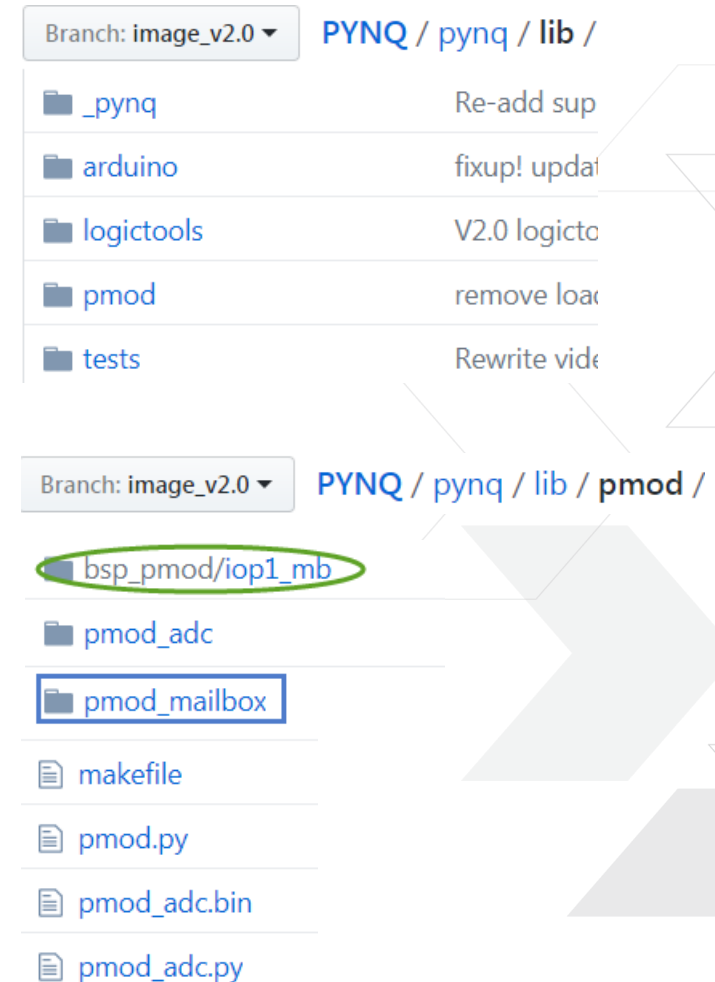 Branch: image_v2.0 PYNQ / pynq / lib /
_pynq Re-add sup
arduino fixup! updat
logictools V2.0 logicto
pmod remove load
tests Rewrite vide
Branch: image_v2.0 PYNQ / pynq / lib / pmod /
bsp_pmod/iop1_mb
pmod_adc
pmod_mailbox
makefile
pmod.py
pmod_adc.bin
pmod_adc.py